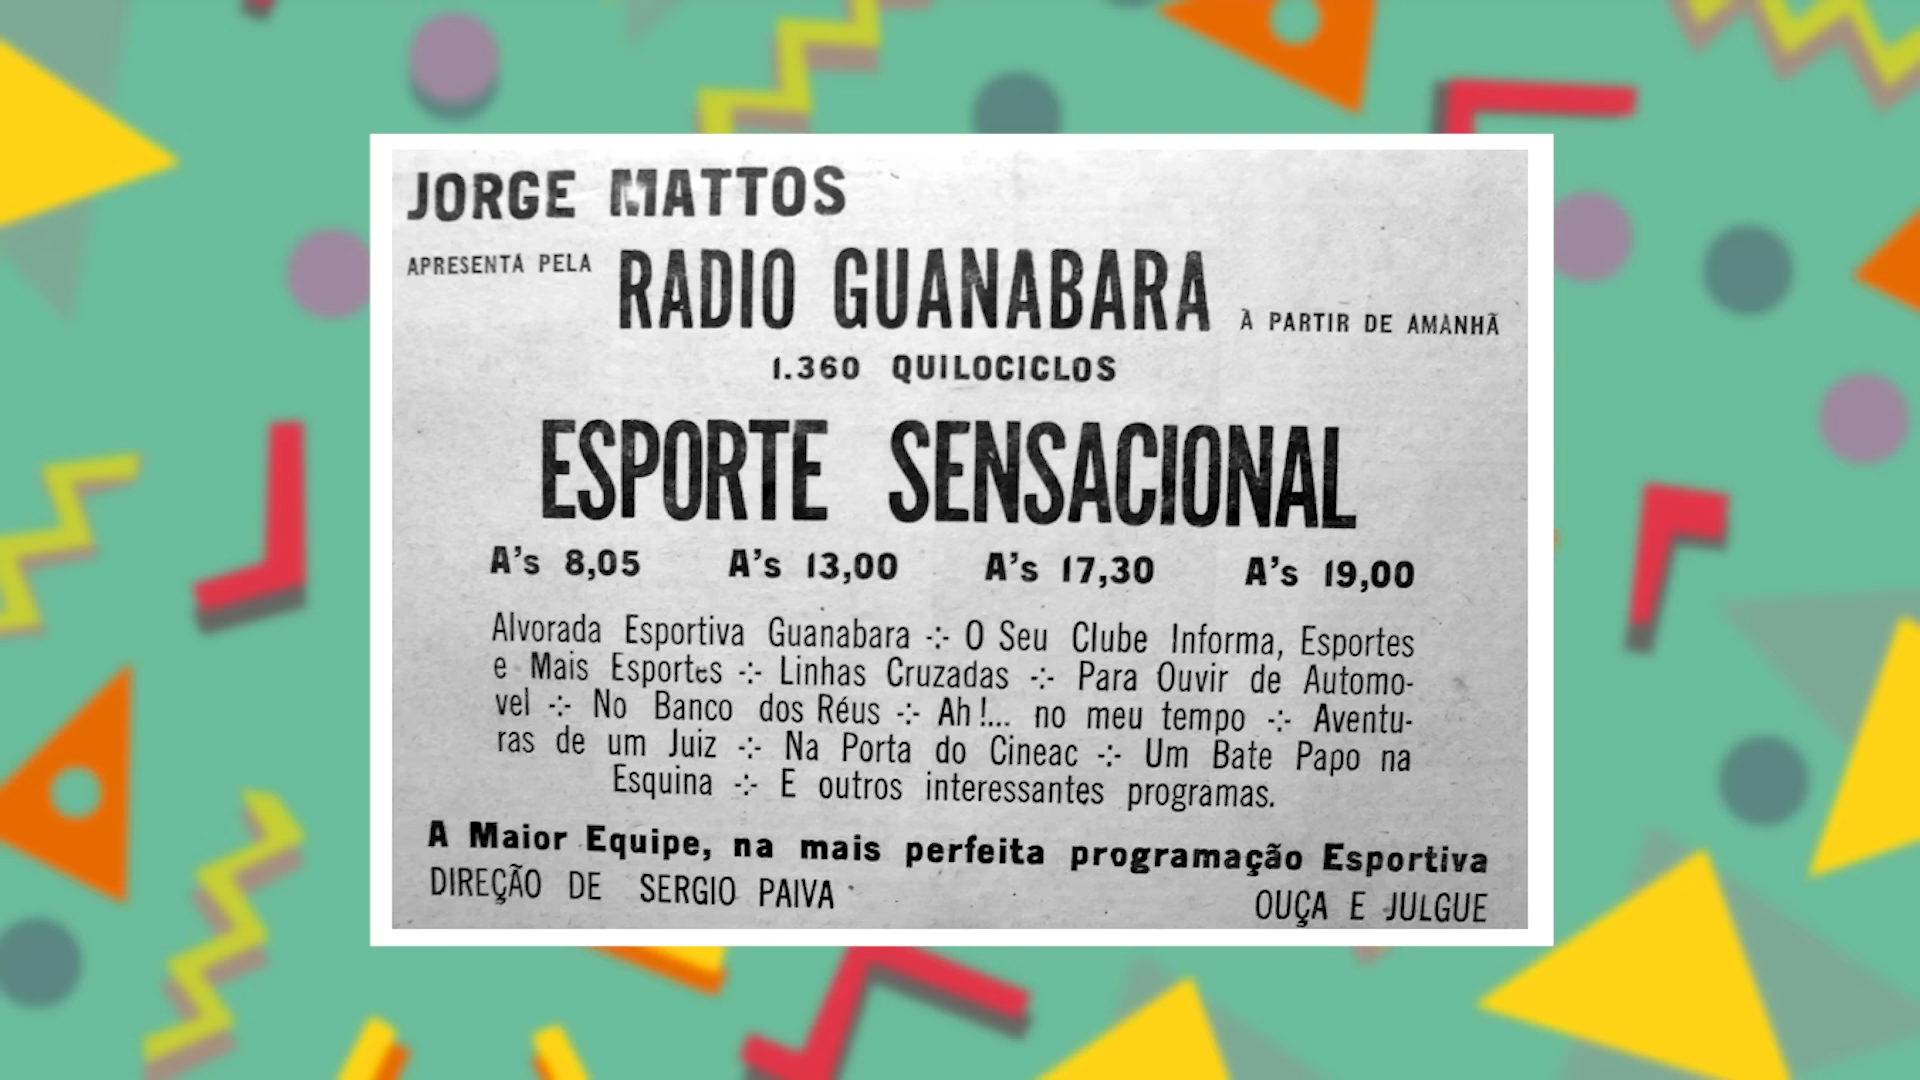 JORGE MATTOS
APRESENTA PELA RADIO GUANABARA À PARTIR DE AMANHÃ
1.360 QUILOCICLOS
ESPORTE SENSACIONAL
A's 8,05 A's 13,00 A's 17,30 A's 19,00
Alvorada Esportiva Guanabara -:- O Seu Clube Informa, Esportes
e Mais Esportes -:- Linhas Cruzadas -:- Para Ouvir de Automo-
vel -:- No Banco dos Réus -:- Ah!... no meu tempo -:- Aventu-
ras de um Juiz -:- Na Porta do Cineac -:- Um Bate Papo na
Esquina -:- E outros interessantes programas.
A Maior Equipe, na mais perfeita programação Esportiva
DIREÇÃO DE SERGIO PAIVA OUÇA E JULGUE